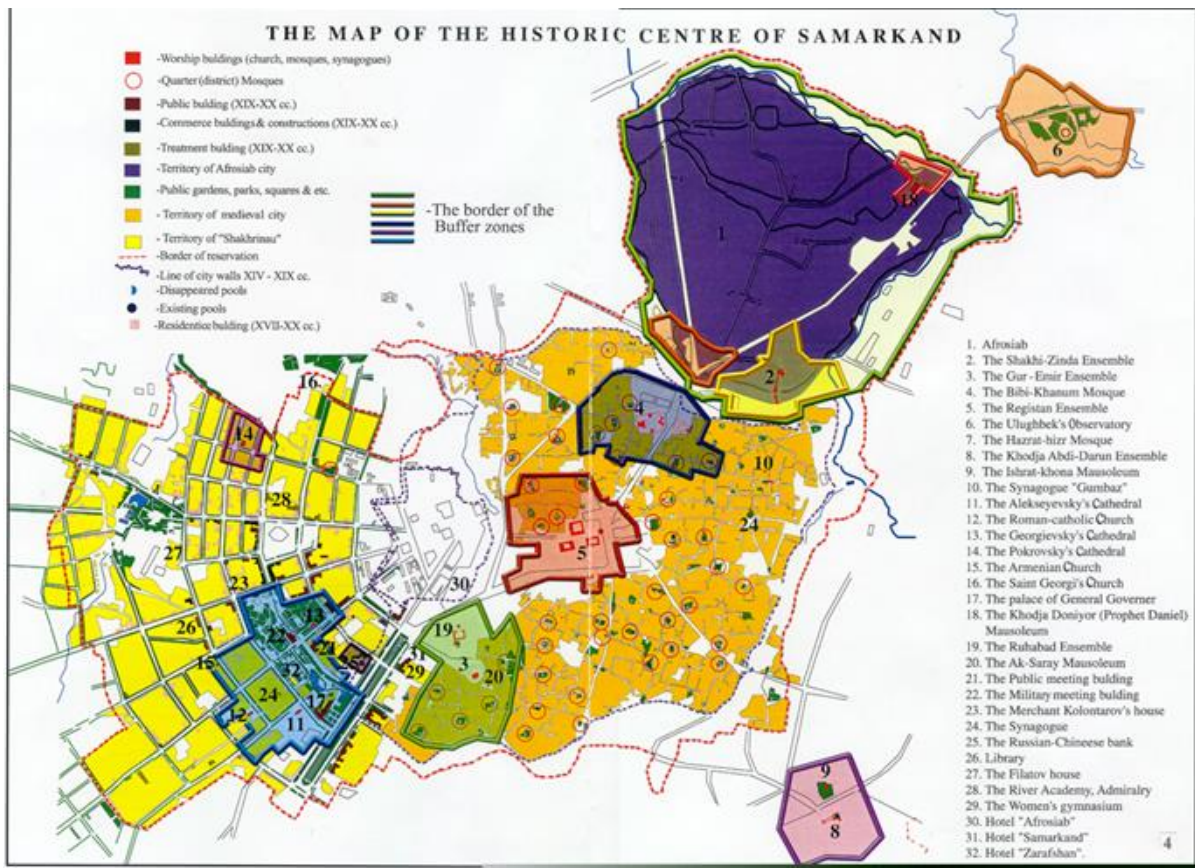 THE MAP OF THE HISTORIC CENTRE OF SAMARKAND
-Worship buldings (church, mosques, synagogues)
-Quarter (district) Mosques
-Public bulding (XIX-XX cc.)
-Commerce buldings & constructions (XIX-XX cc.)
-Treatment bulding (XIX-XX cc.)
-Territory of Afrosiab city
-Public gardens, parks, squares & etc.
- Territory of medieval city
- Territory of "Shakhrinau"
-Border of reservation
-Line of city walls XIV - XIX cc.
-Disappeared pools
-Existing pools
-Residentice building (XVII-XX cc.)
-The border of the
Buffer zones
6
18
1
2
16
14
4
10
28
24
5
27
23
30
26
13
22
21
25
31
29
19
3
20
15
32
24
17
12
11
9
8
1. Afrosiab
2. The Shakhi-Zinda Ensemble
3. The Gur-Emir Ensemble
4. The Bibi-Khanum Mosque
5. The Registan Ensemble
6. The Ulughbek's Observatory
7. The Hazrat-hizr Mosque
8. The Khodja Abdi-Darun Ensemble
9. The Ishrat-khona Mausoleum
10. The Synagogue "Gumbaz"
11. The Alekseyevsky's Cathedral
12. The Roman-catholic Church
13. The Georgievsky's Cathedral
14. The Pokrovsky's Cathedral
15. The Armenian Church
16. The Saint Georgi's Church
17. The palace of General Governer
18. The Khodja Doniyor (Prophet Daniel)
Mausoleum
19. The Ruhabad Ensemble
20. The Ak-Saray Mausoleum
21. The Public meeting bulding
22. The Military meeting bulding
23. The Merchant Kolontarov's house
24. The Synagogue
25. The Russian-Chineese bank
26. Library
27. The Filatov house
28. The River Academy, Admiralry
29. The Women's gymnasium
30. Hotel "Afrosiab"
31. Hotel "Samarkand"
32. Hotel "Zarafshan".
4